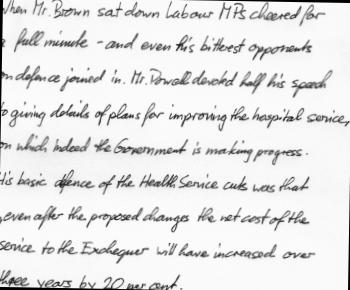 When Mr. Brown sat down Labour MPs cheered for
a full minute - and even his bitterest opponents
on defence joined in. Mr. Powell devoted half his speech
to giving details of plans for improving the hospital service,
on which indeed the Government is making progress.
His basic defence of the Health Service cuts was that
, even after the proposed changes the net cost of the
service to the Exchequer will have increased over
three years by 20 per cent.